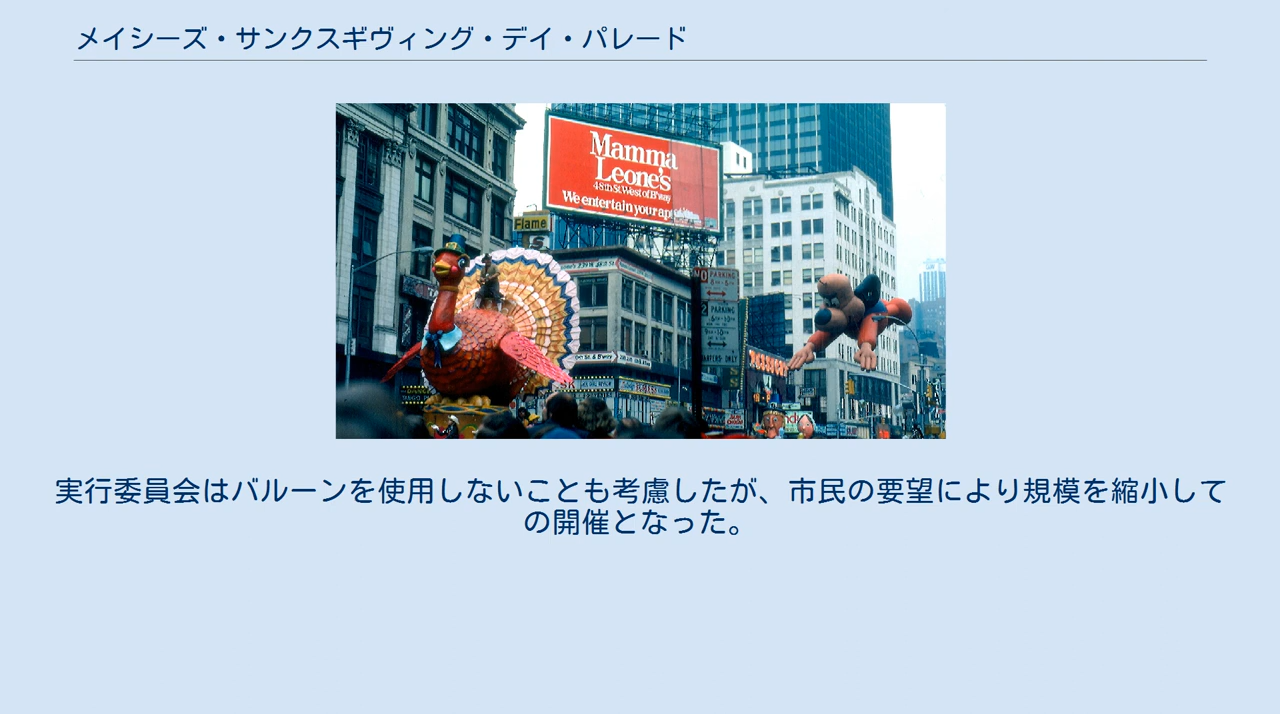 メイシーズ・サンクスギヴィング・デイ・パレード
Mamma
Leone's
48th St West of B'way
We entertain your
Flame
NO PARKING
PARKING
実行委員会はバルーンを使用しないことも考慮したが、市民の要望により規模を縮小して
の開催となった。